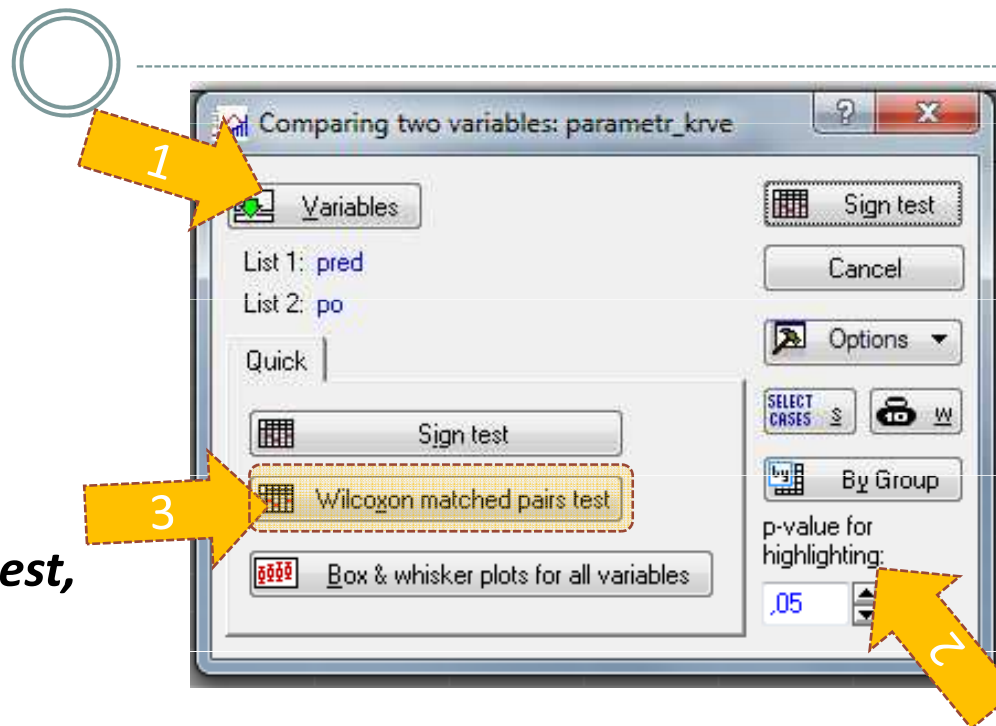 1
Comparing two variables: parametr_krve
Variables
List 1: pred
List 2: po
Quick
Sign test
Wilcoxon matched pairs test
Box & whisker plots for all variables
Sign test
Cancel
Options
SELECT CASES S
W
By Group
p-value for
highlighting:
,05
3
est,
2